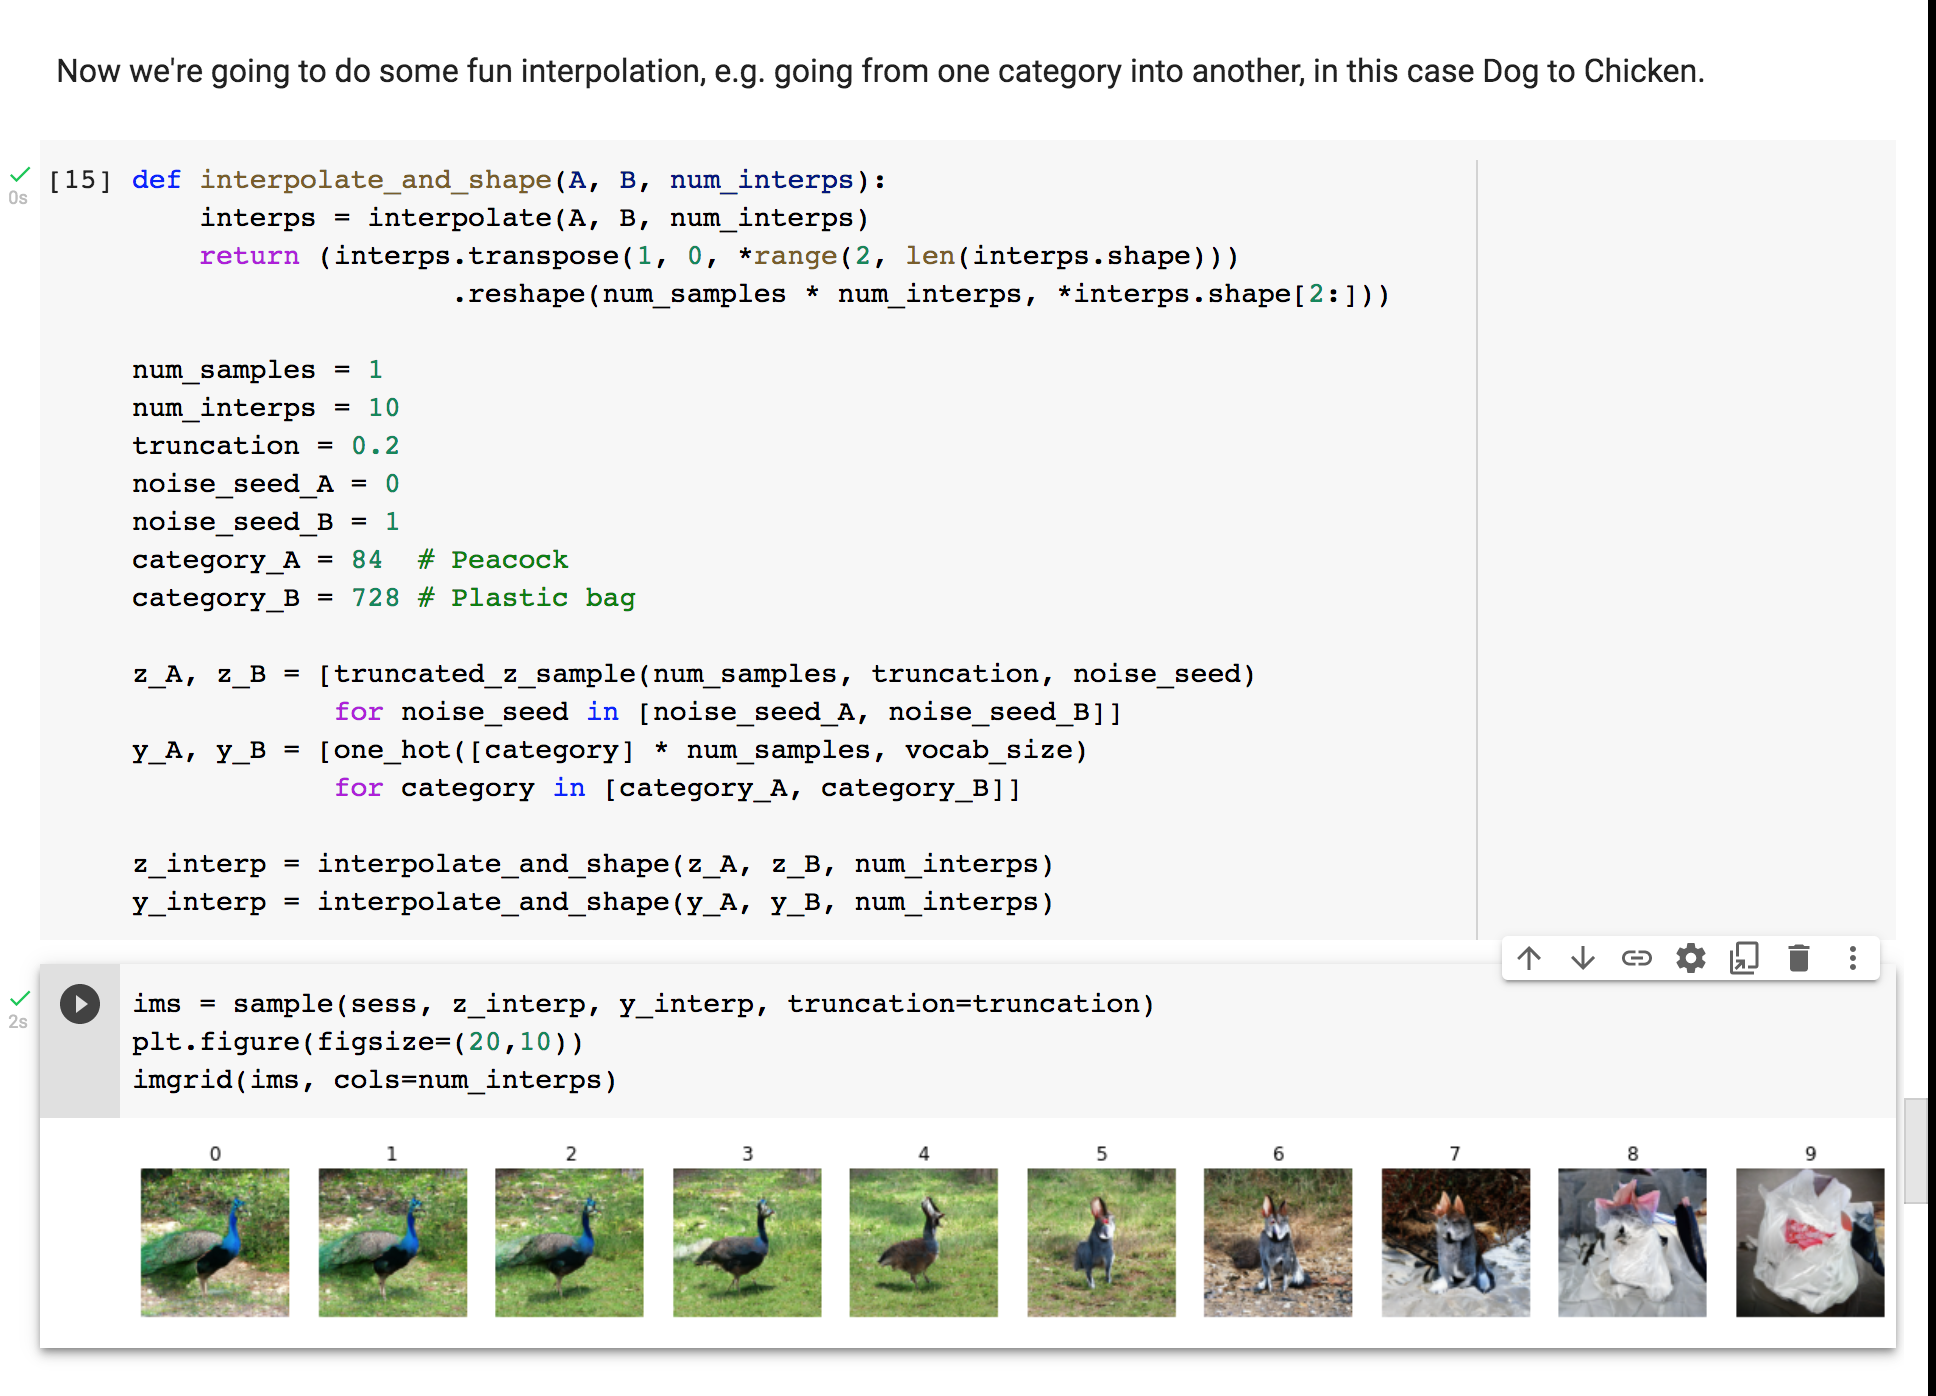 Now we're going to do some fun interpolation, e.g. going from one category into another, in this case Dog to Chicken.
0s
[15] def interpolate_and_shape(A, B, num_interps):
interps = interpolate(A, B, num_interps)
return (interps.transpose(1, 0, *range(2, len(interps.shape)))
.reshape(num_samples * num_interps, *interps.shape[2:]))
num_samples = 1
num_interps = 10
truncation = 0.2
noise_seed_A = 0
noise_seed_B = 1
category_A = 84 # Peacock
category_B = 728 # Plastic bag
z_A, z_B = [truncated_z_sample(num_samples, truncation, noise_seed)
for noise_seed in [noise_seed_A, noise_seed_B]]
y_A, y_B = [one_hot([category] * num_samples, vocab_size)
for category in [category_A, category_B]]
z_interp = interpolate_and_shape(z_A, z_B, num_interps)
y_interp = interpolate_and_shape(y_A, y_B, num_interps)
2s
ims = sample(sess, z_interp, y_interp, truncation=truncation)
plt.figure(figsize=(20,10))
imgrid(ims, cols=num_interps)
0 1 2 3 4 5 6 7 8 9